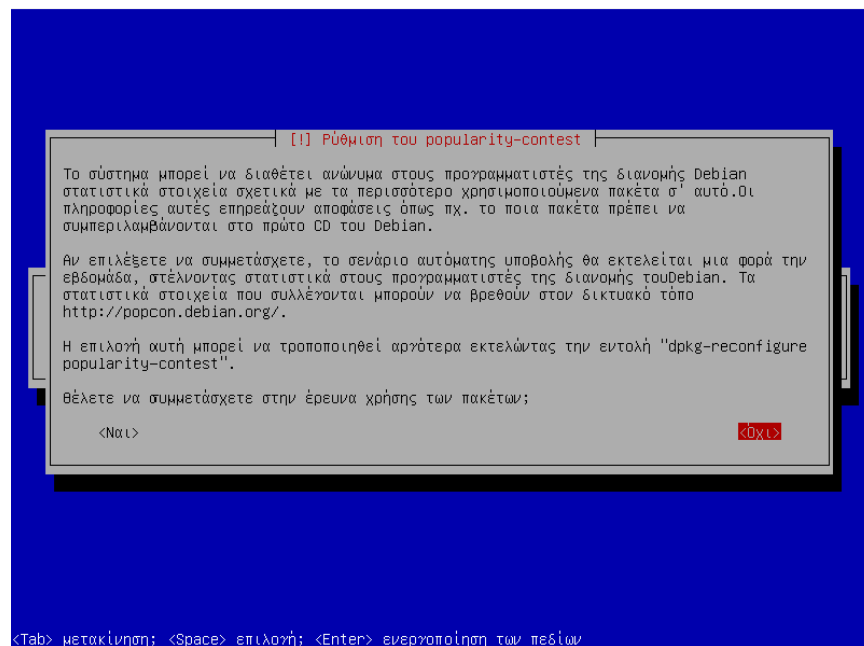 [!] Ρύθμιση του popularity-contest
Το σύστημα μπορεί να διαθέτει ανώνυμα στους προγραμματιστές της διανομής Debian
στατιστικά στοιχεία σχετικά με τα περισσότερο χρησιμοποιούμενα πακέτα σ' αυτό.Οι
πληροφορίες αυτές επηρεάζουν αποφάσεις όπως πχ. το ποια πακέτα πρέπει να
συμπεριλαμβάνονται στο πρώτο CD του Debian.
Αν επιλέξετε να συμμετάσχετε, το σενάριο αυτόματης υποβολής θα εκτελείται μια φορά την
εβδομάδα, στέλνοντας στατιστικά στους προγραμματιστές της διανομής τουDebian. Τα
στατιστικά στοιχεία που συλλέγονται μπορούν να βρεθούν στον δικτυακό τόπο
http://popcon.debian.org/.
Η επιλογή αυτή μπορεί να τροποποιηθεί αργότερα εκτελώντας την εντολή "dpkg-reconfigure
popularity-contest".
Θέλετε να συμμετάσχετε στην έρευνα χρήσης των πακέτων;
<Ναι> <Όχι>
<Tab> μετακίνηση; <Space> επιλογή; <Enter> ενεργοποίηση των πεδίων